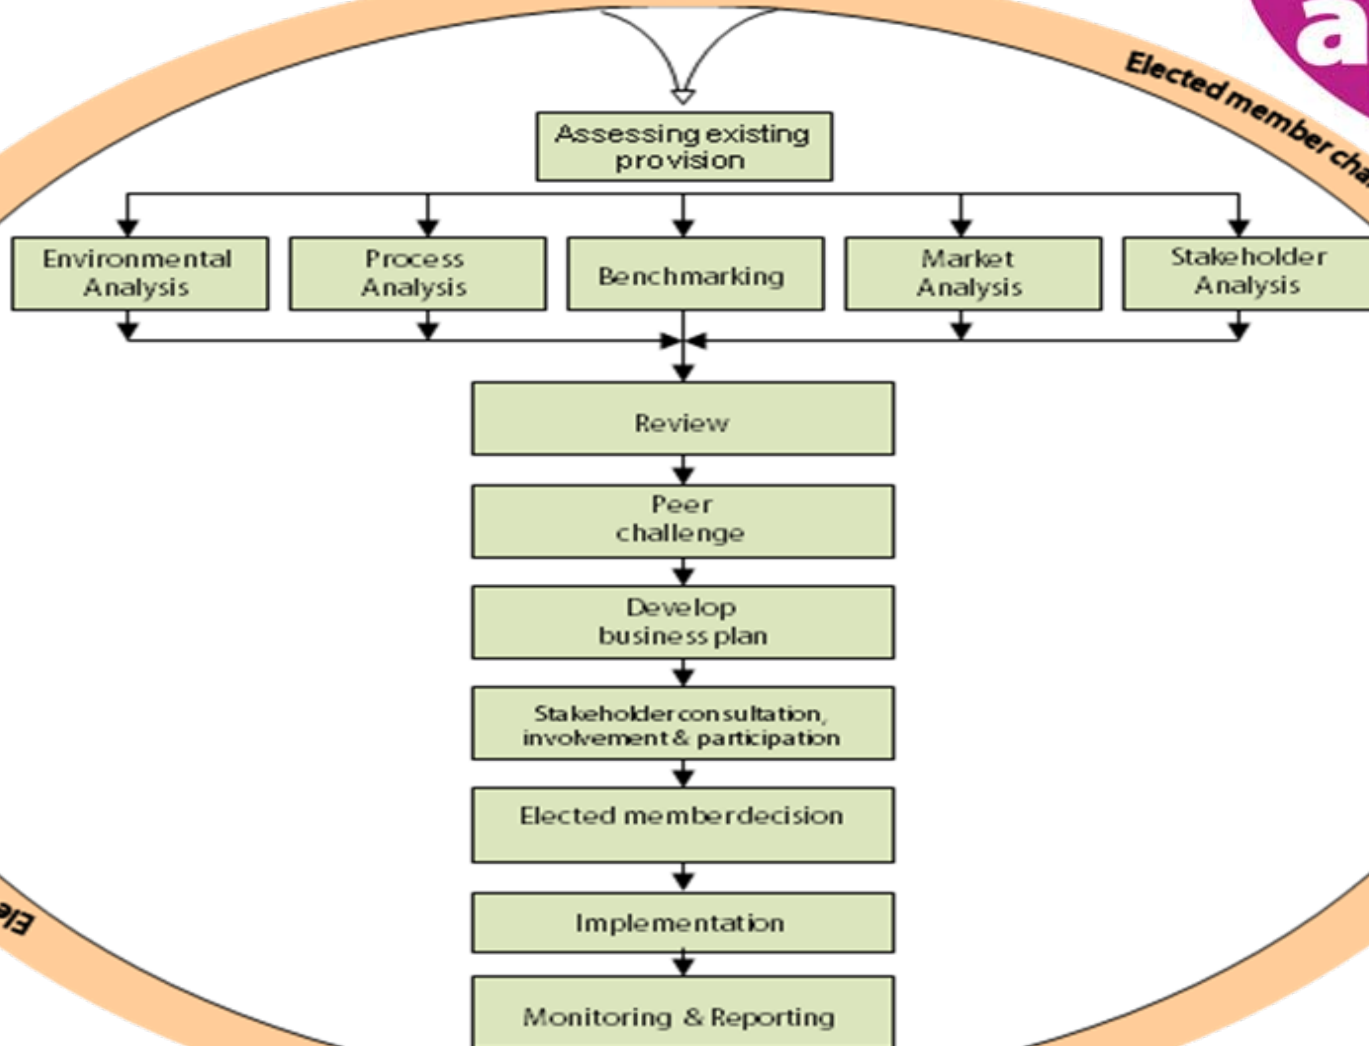 a
Elected member
Assessing existing
provision
Environmental
Analysis
Process
Analysis
Benchmarking
Market
Analysis
Stakeholder
Analysis
Review
Peer
challenge
Develop
business plan
Stakeholder consultation,
involvement & participation
Elected member decision
Implementation
Monitoring & Reporting